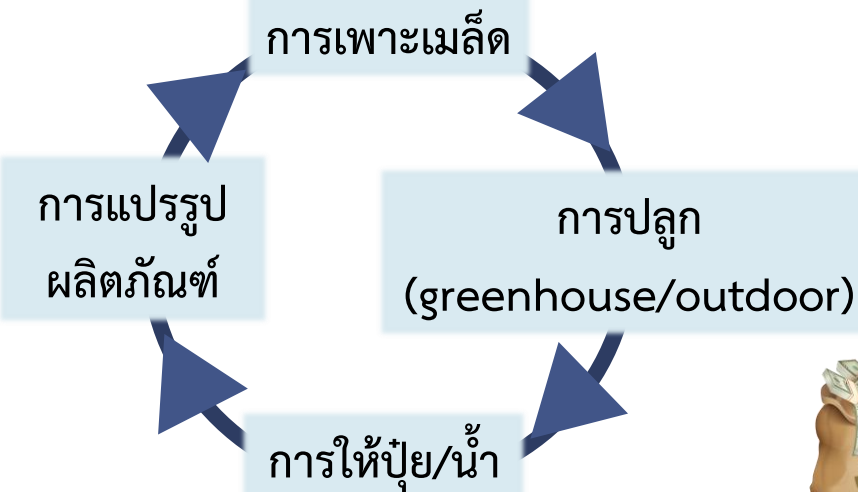 การเพาะเมล็ด
การแปรรูป
ผลิตภัณฑ์
การปลูก
(greenhouse/outdoor)
การให้ปุ๋ย/น้ำ